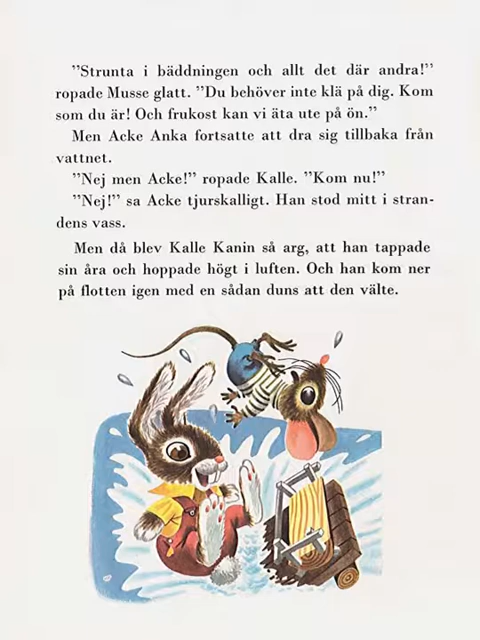 ”Strunta i bäddningen och allt det där andra!”
ropade Musse glatt. ”Du behöver inte klä på dig. Kom
som du är! Och frukost kan vi äta ute på ön.”
Men Acke Anka fortsatte att dra sig tillbaka från
vattnet.
”Nej men Acke!” ropade Kalle. ”Kom nu!”
”Nej!” sa Acke tjurskalligt. Han stod mitt i stran-
dens vass.
Men då blev Kalle Kanin så arg, att han tappade
sin åra och hoppade högt i luften. Och han kom ner
på flotten igen med en sådan duns att den välte.